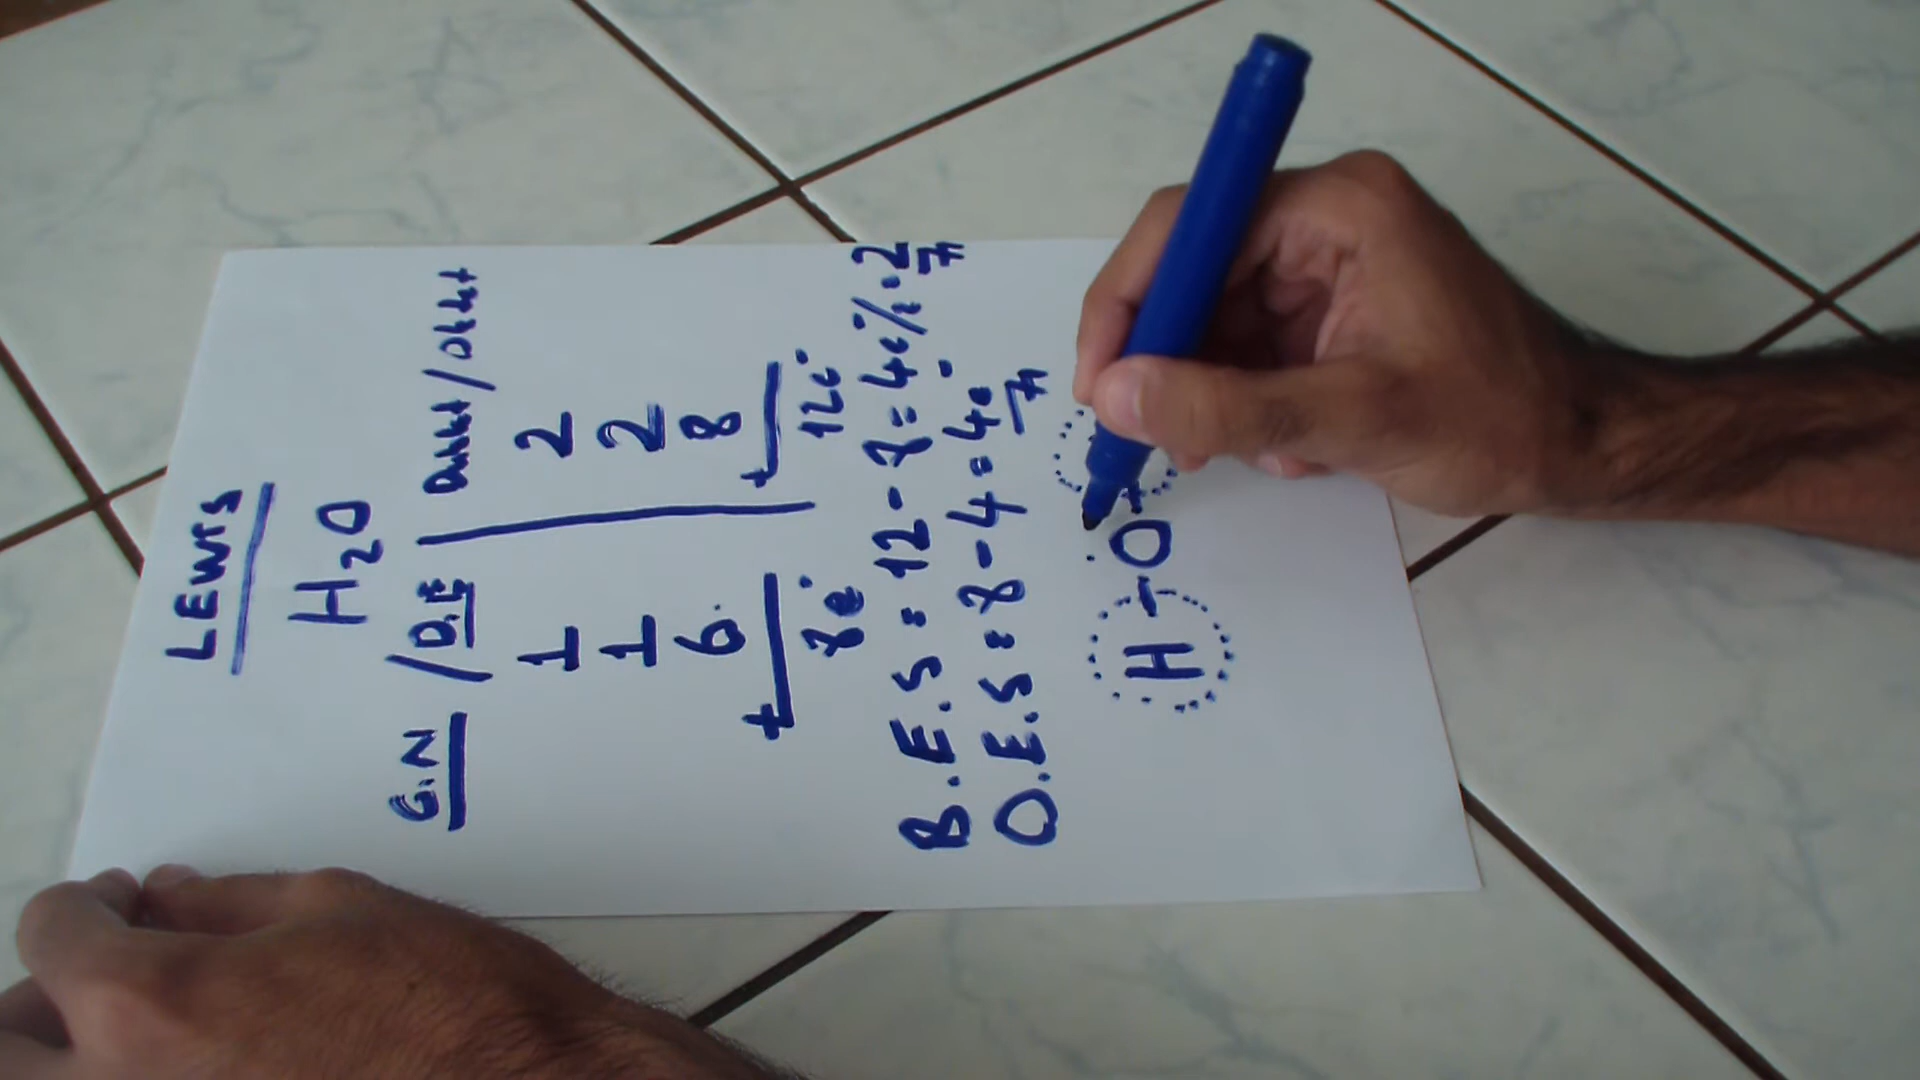 LEWIS
H₂O
G.N / D.E duet / Oktet
1 2
1 2
6 8
+ +
8e⁻ 12e⁻
B.E.S = 12 - 8 = 4e⁻/2 = 2
O.E.S = 8 - 4 = 4e⁻
H - O -